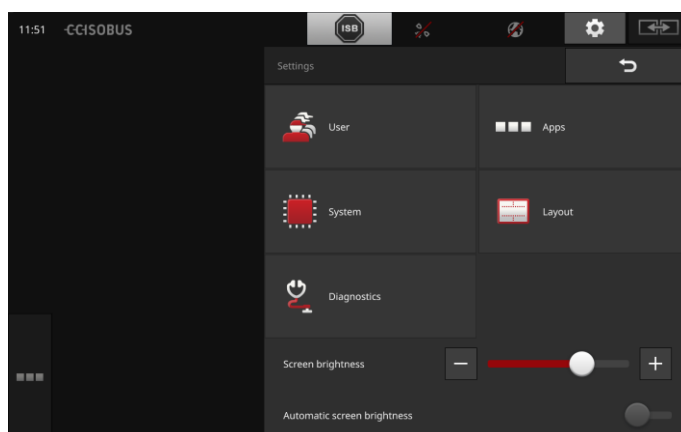 11:51 CCISOBUS ISB
Settings
User Apps
System Layout
Diagnostics
Screen brightness
Automatic screen brightness